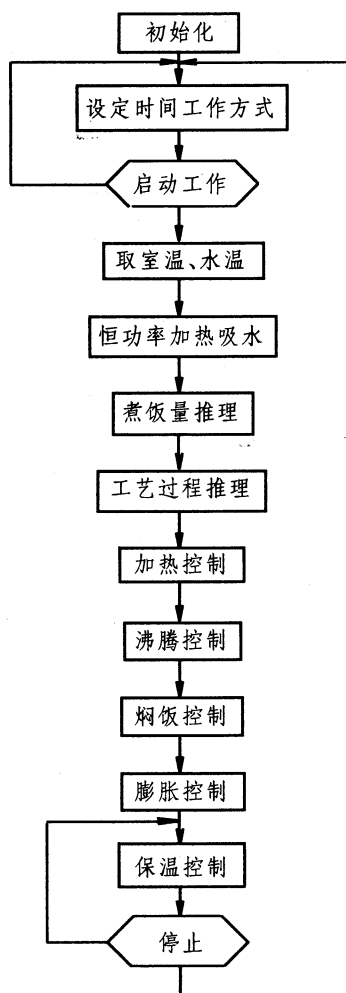 初始化
设定时间工作方式
启动工作
取室温、水温
恒功率加热吸水
煮饭量推理
工艺过程推理
加热控制
沸腾控制
焖饭控制
膨胀控制
保温控制
停止